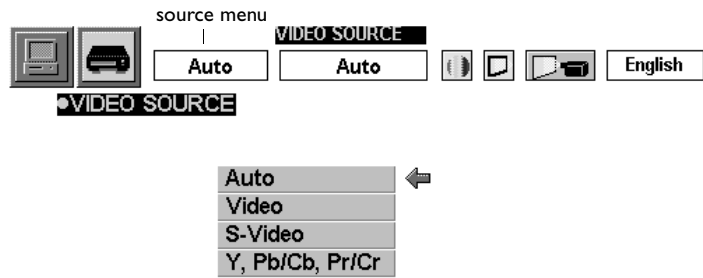 source menu
VIDEO SOURCE
Auto Auto English
●VIDEO SOURCE
Auto
Video
S-Video
Y, Pb/Cb, Pr/Cr